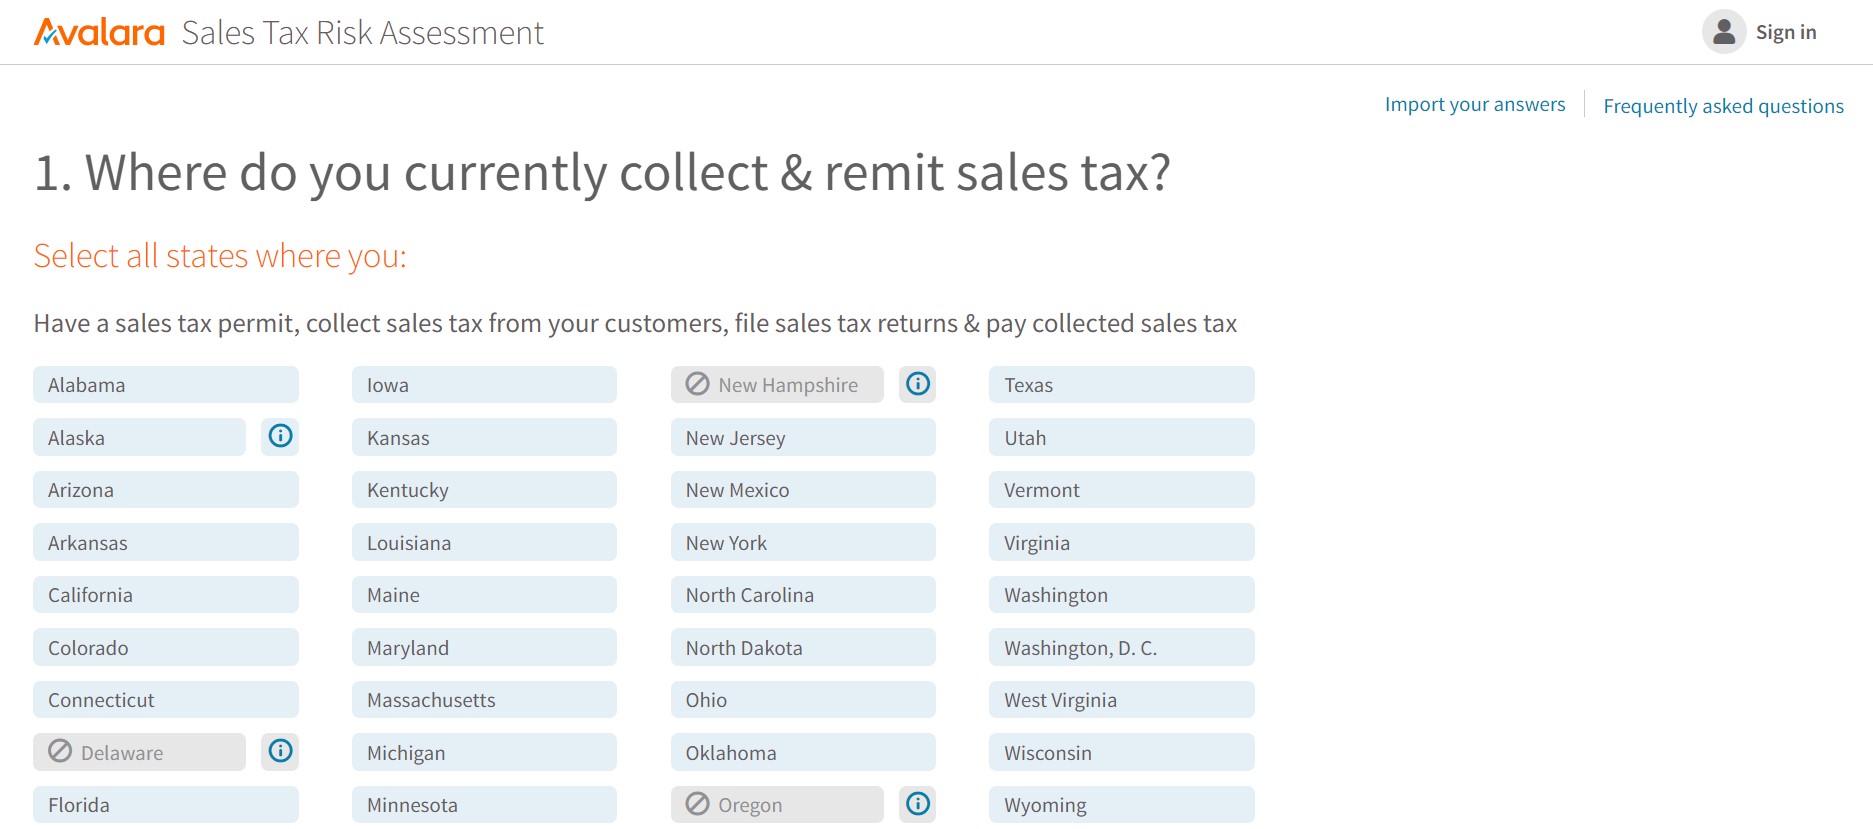 Avalara Sales Tax Risk Assessment
Sign in
Import your answers
Frequently asked questions
1. Where do you currently collect & remit sales tax?
Select all states where you:
Have a sales tax permit, collect sales tax from your customers, file sales tax returns & pay collected sales tax
Alabama
Alaska
Arizona
Arkansas
California
Colorado
Connecticut
Delaware
Florida
Iowa
Kansas
Kentucky
Louisiana
Maine
Maryland
Massachusetts
Michigan
Minnesota
New Hampshire
New Jersey
New Mexico
New York
North Carolina
North Dakota
Ohio
Oklahoma
Oregon
Texas
Utah
Vermont
Virginia
Washington
Washington, D. C.
West Virginia
Wisconsin
Wyoming